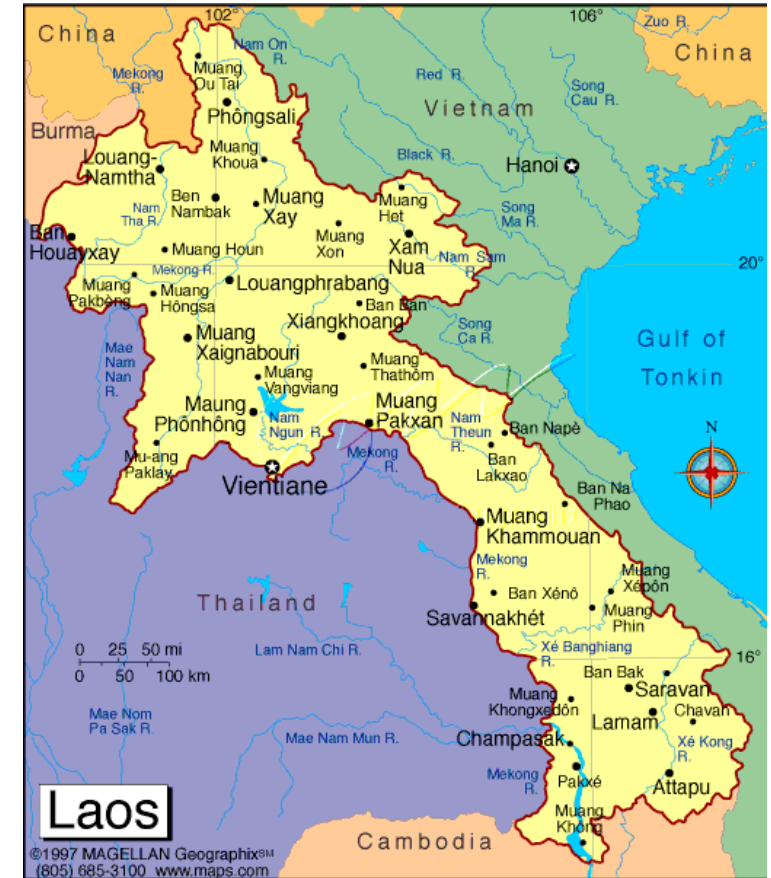 102°
106°
China
Nam On
R.
Zuo R.
China
Muang
Ou Tai
Mekong
R.
Red R.
Song
Cau R.
Phôngsali
Vietnam
Burma
Muang
Khoua
Black R.
Hanoi
Louang-
Namtha
Ben
Nambak
Muang
Xay
Muang
Het
Nam
Tha R.
Song
Ma R.
Ban
Houayxay
Muang
Xon
Xam
Nua
Muang Houn
Nam Sam
R.
20°
Mekong R.
Muang
Pakbèng
Muang
Hôngsa
Louangphrabang
Ban Ban
Xiangkhoang
Song
Ca R.
Gulf of
Tonkin
Mae
Nam
Nan
R.
Muang
Xaignabouri
Muang
Thathôm
Muang
Vangviang
Maung
Phônhông
Muang
Pakxan
Nam
Ngun R.
Nam
Theun
R.
Ban Napè
N
Mu-ang
Paklay
Mekong
R.
Ban
Lakxao
Vientiane
Ban Na
Phao
Muang
Khammouan
Mekong
R.
Muang
Xépôn
Ban Xénô
Thailand
Savannakhét
Muang
Phin
0 25 50 mi
0 50 100 km
Lam Nam Chi R.
Xé Banghiang
R.
16°
Ban Bak
Saravan
Muang
Khongxedôn
Mae Nom
Pa Sak R.
Lamam
Chavan
Mae Nam Mun R.
Champasak
Xé Kong
R.
Mekong
R.
Pakxé
Attapu
Laos
Muang
Không
Cambodia
©1997 MAGELLAN Geographix℠
(805) 685-3100 www.maps.com